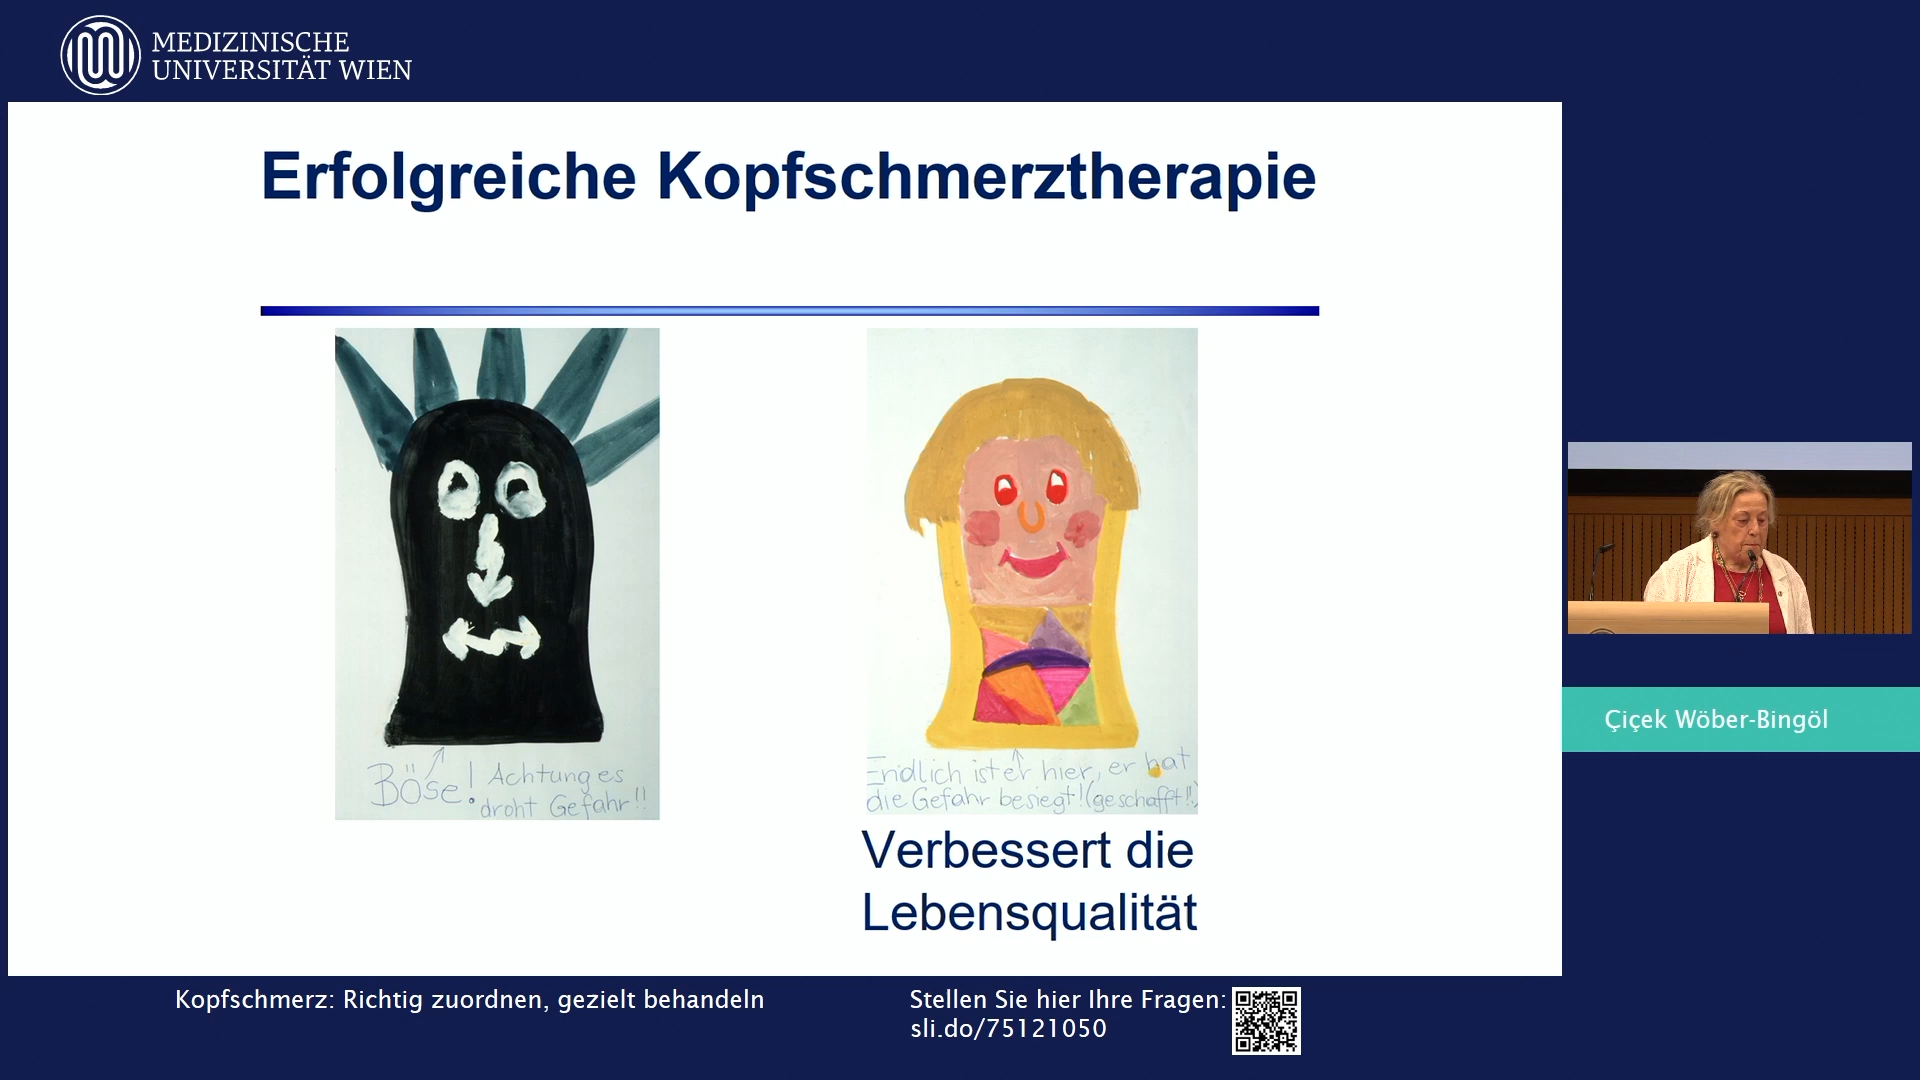 MEDIZINISCHE
UNIVERSITÄT WIEN
Erfolgreiche Kopfschmerztherapie
Böse! Achtung es
droht Gefahr!!
Endlich ist er hier, er hat
die Gefahr besiegt! (geschafft!!)
Verbessert die
Lebensqualität
Çiçek Wöber-Bingöl
Kopfschmerz: Richtig zuordnen, gezielt behandeln
Stellen Sie hier Ihre Fragen:
sli.do/75121050